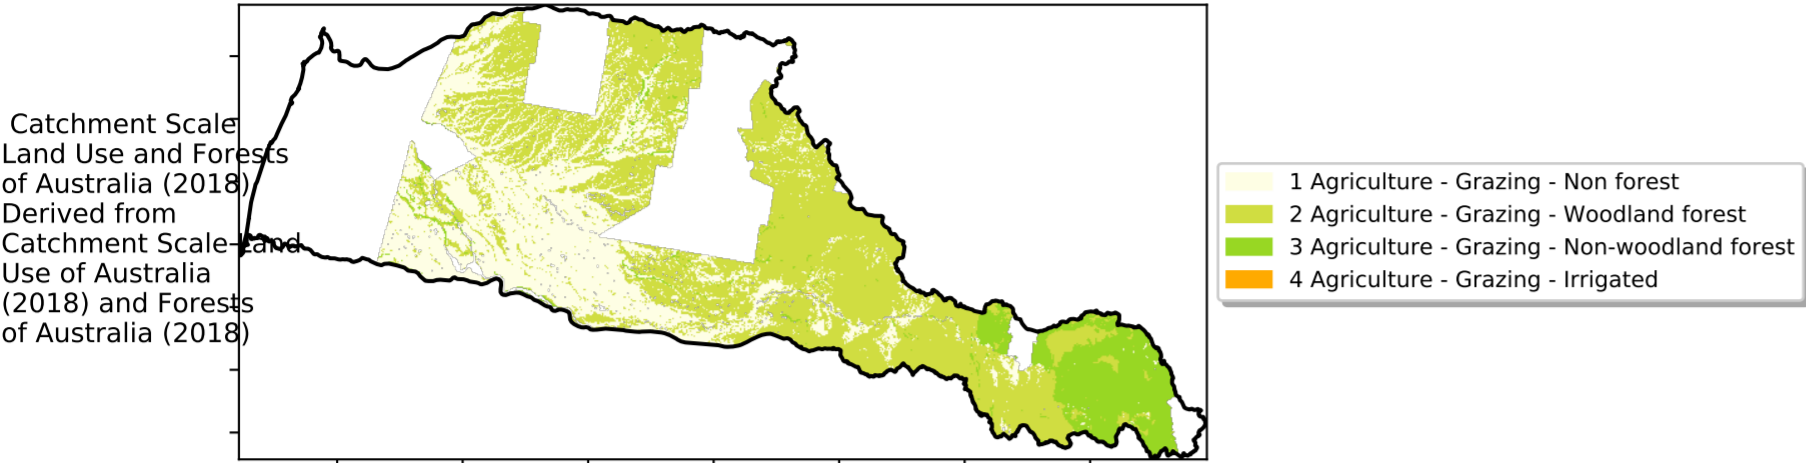 Catchment Scale
Land Use and Forests
of Australia (2018)
Derived from
Catchment Scale Land
Use of Australia
(2018) and Forests
of Australia (2018)
1 Agriculture - Grazing - Non forest
2 Agriculture - Grazing - Woodland forest
3 Agriculture - Grazing - Non-woodland forest
4 Agriculture - Grazing - Irrigated